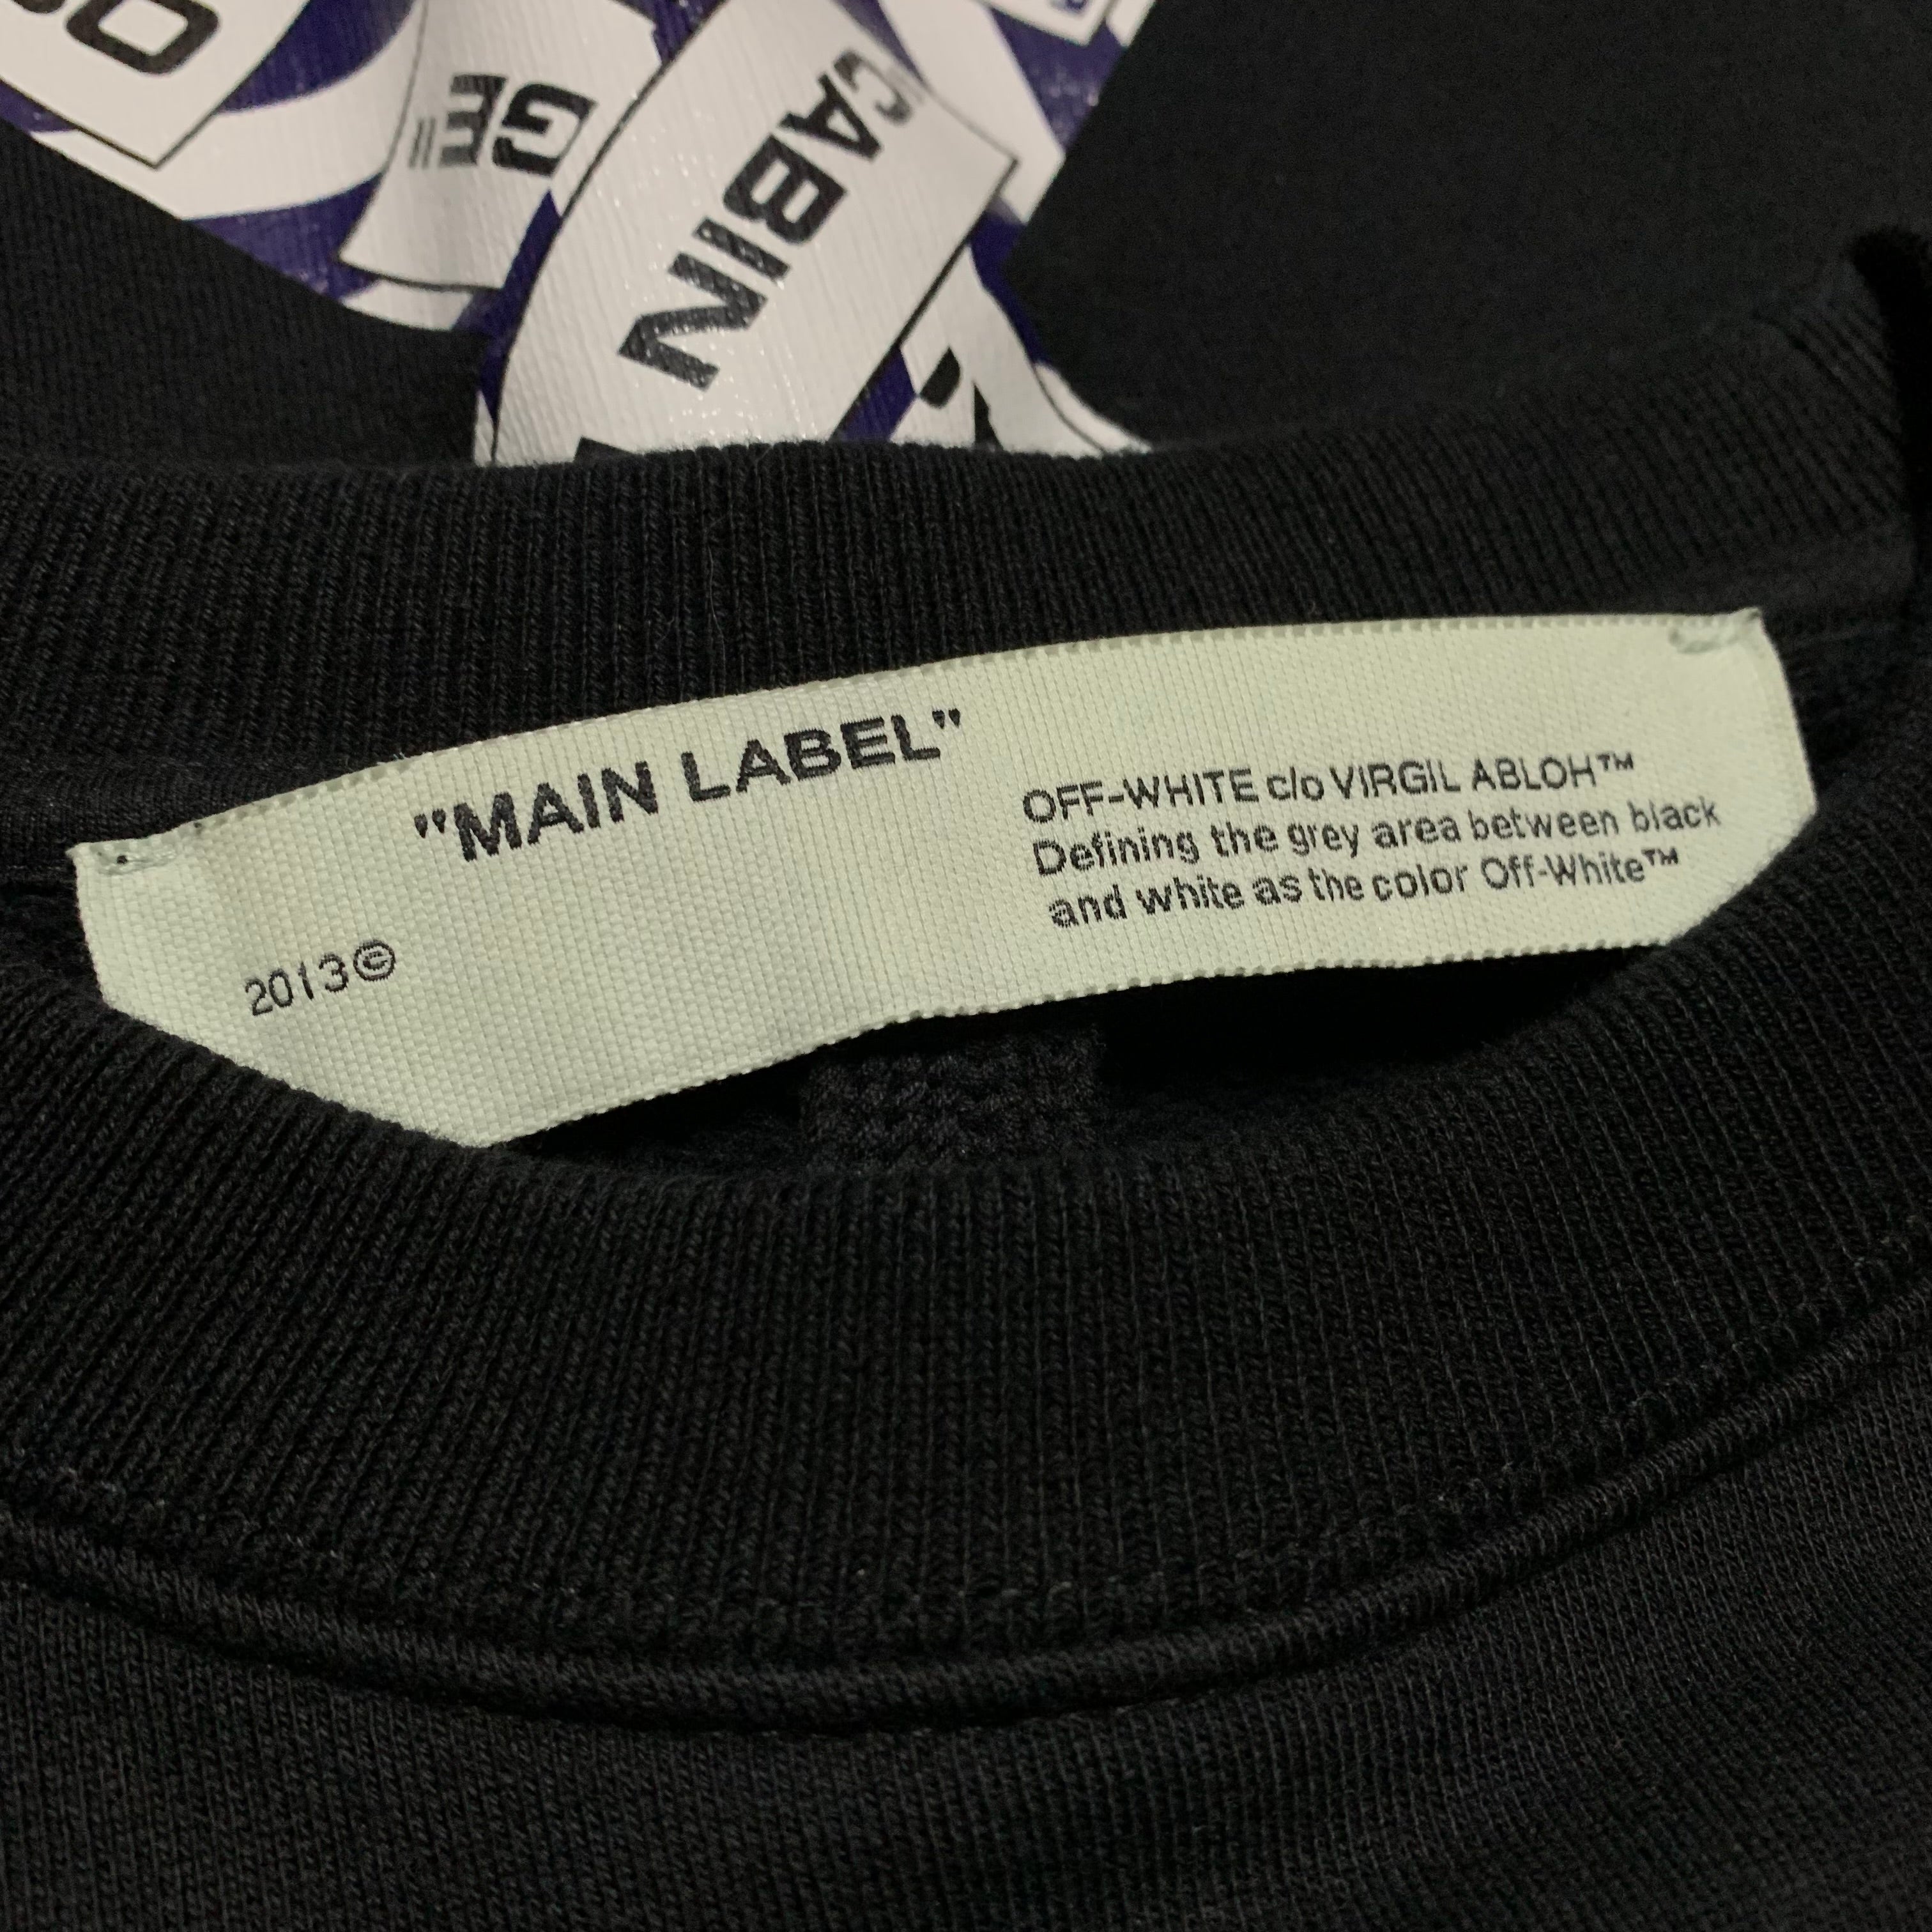 CABIN
"MAIN LABEL"
OFF-WHITE c/o VIRGIL ABLOH™
Defining the grey area between black
and white as the color Off-White™
2013©